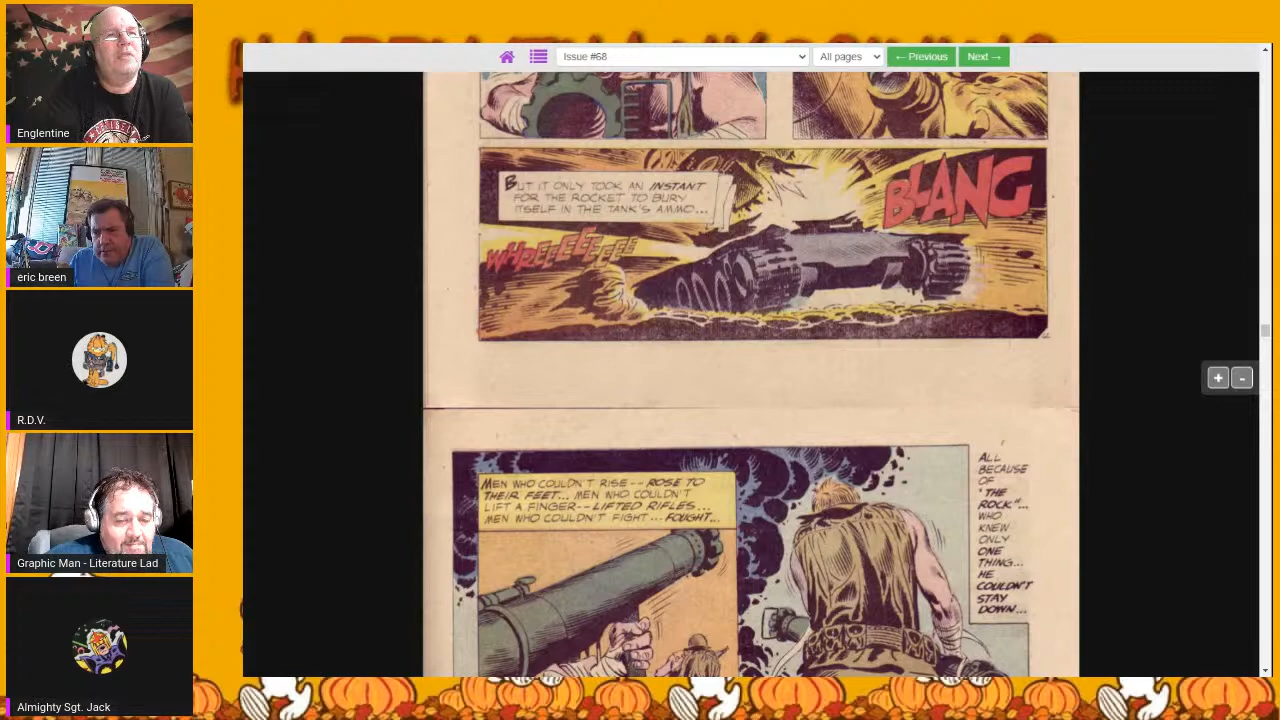 Englentine
eric breen
R.D.V.
Graphic Man - Literature Lad
Almighty Sgt. Jack
Issue #68
All pages
← Previous
Next →
BUT IT ONLY TOOK AN INSTANT
FOR THE ROCKET TO BURY
ITSELF IN THE TANK'S AMMO...
BLANG
WHREEEEEEEE
MEN WHO COULDN'T RISE -- ROSE TO
THEIR FEET... MEN WHO COULDN'T
LIFT A FINGER -- LIFTED RIFLES...
MEN WHO COULDN'T FIGHT... FOUGHT...
ALL
BECAUSE
OF
"THE
ROCK"...
WHO
KNEW
ONLY
ONE
THING...
HE
COULDN'T
STAY
DOWN...
+
-